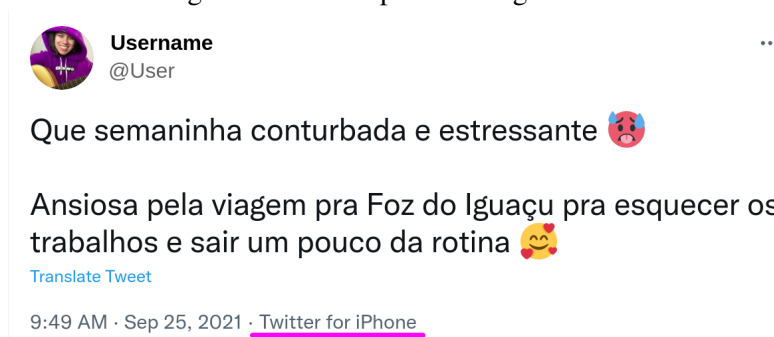 Username
@User
Que semaninha conturbada e estressante 🥵
Ansiosa pela viagem pra Foz do Iguaçu pra esquecer os
trabalhos e sair um pouco da rotina 🥰
Translate Tweet
9:49 AM · Sep 25, 2021 · Twitter for iPhone